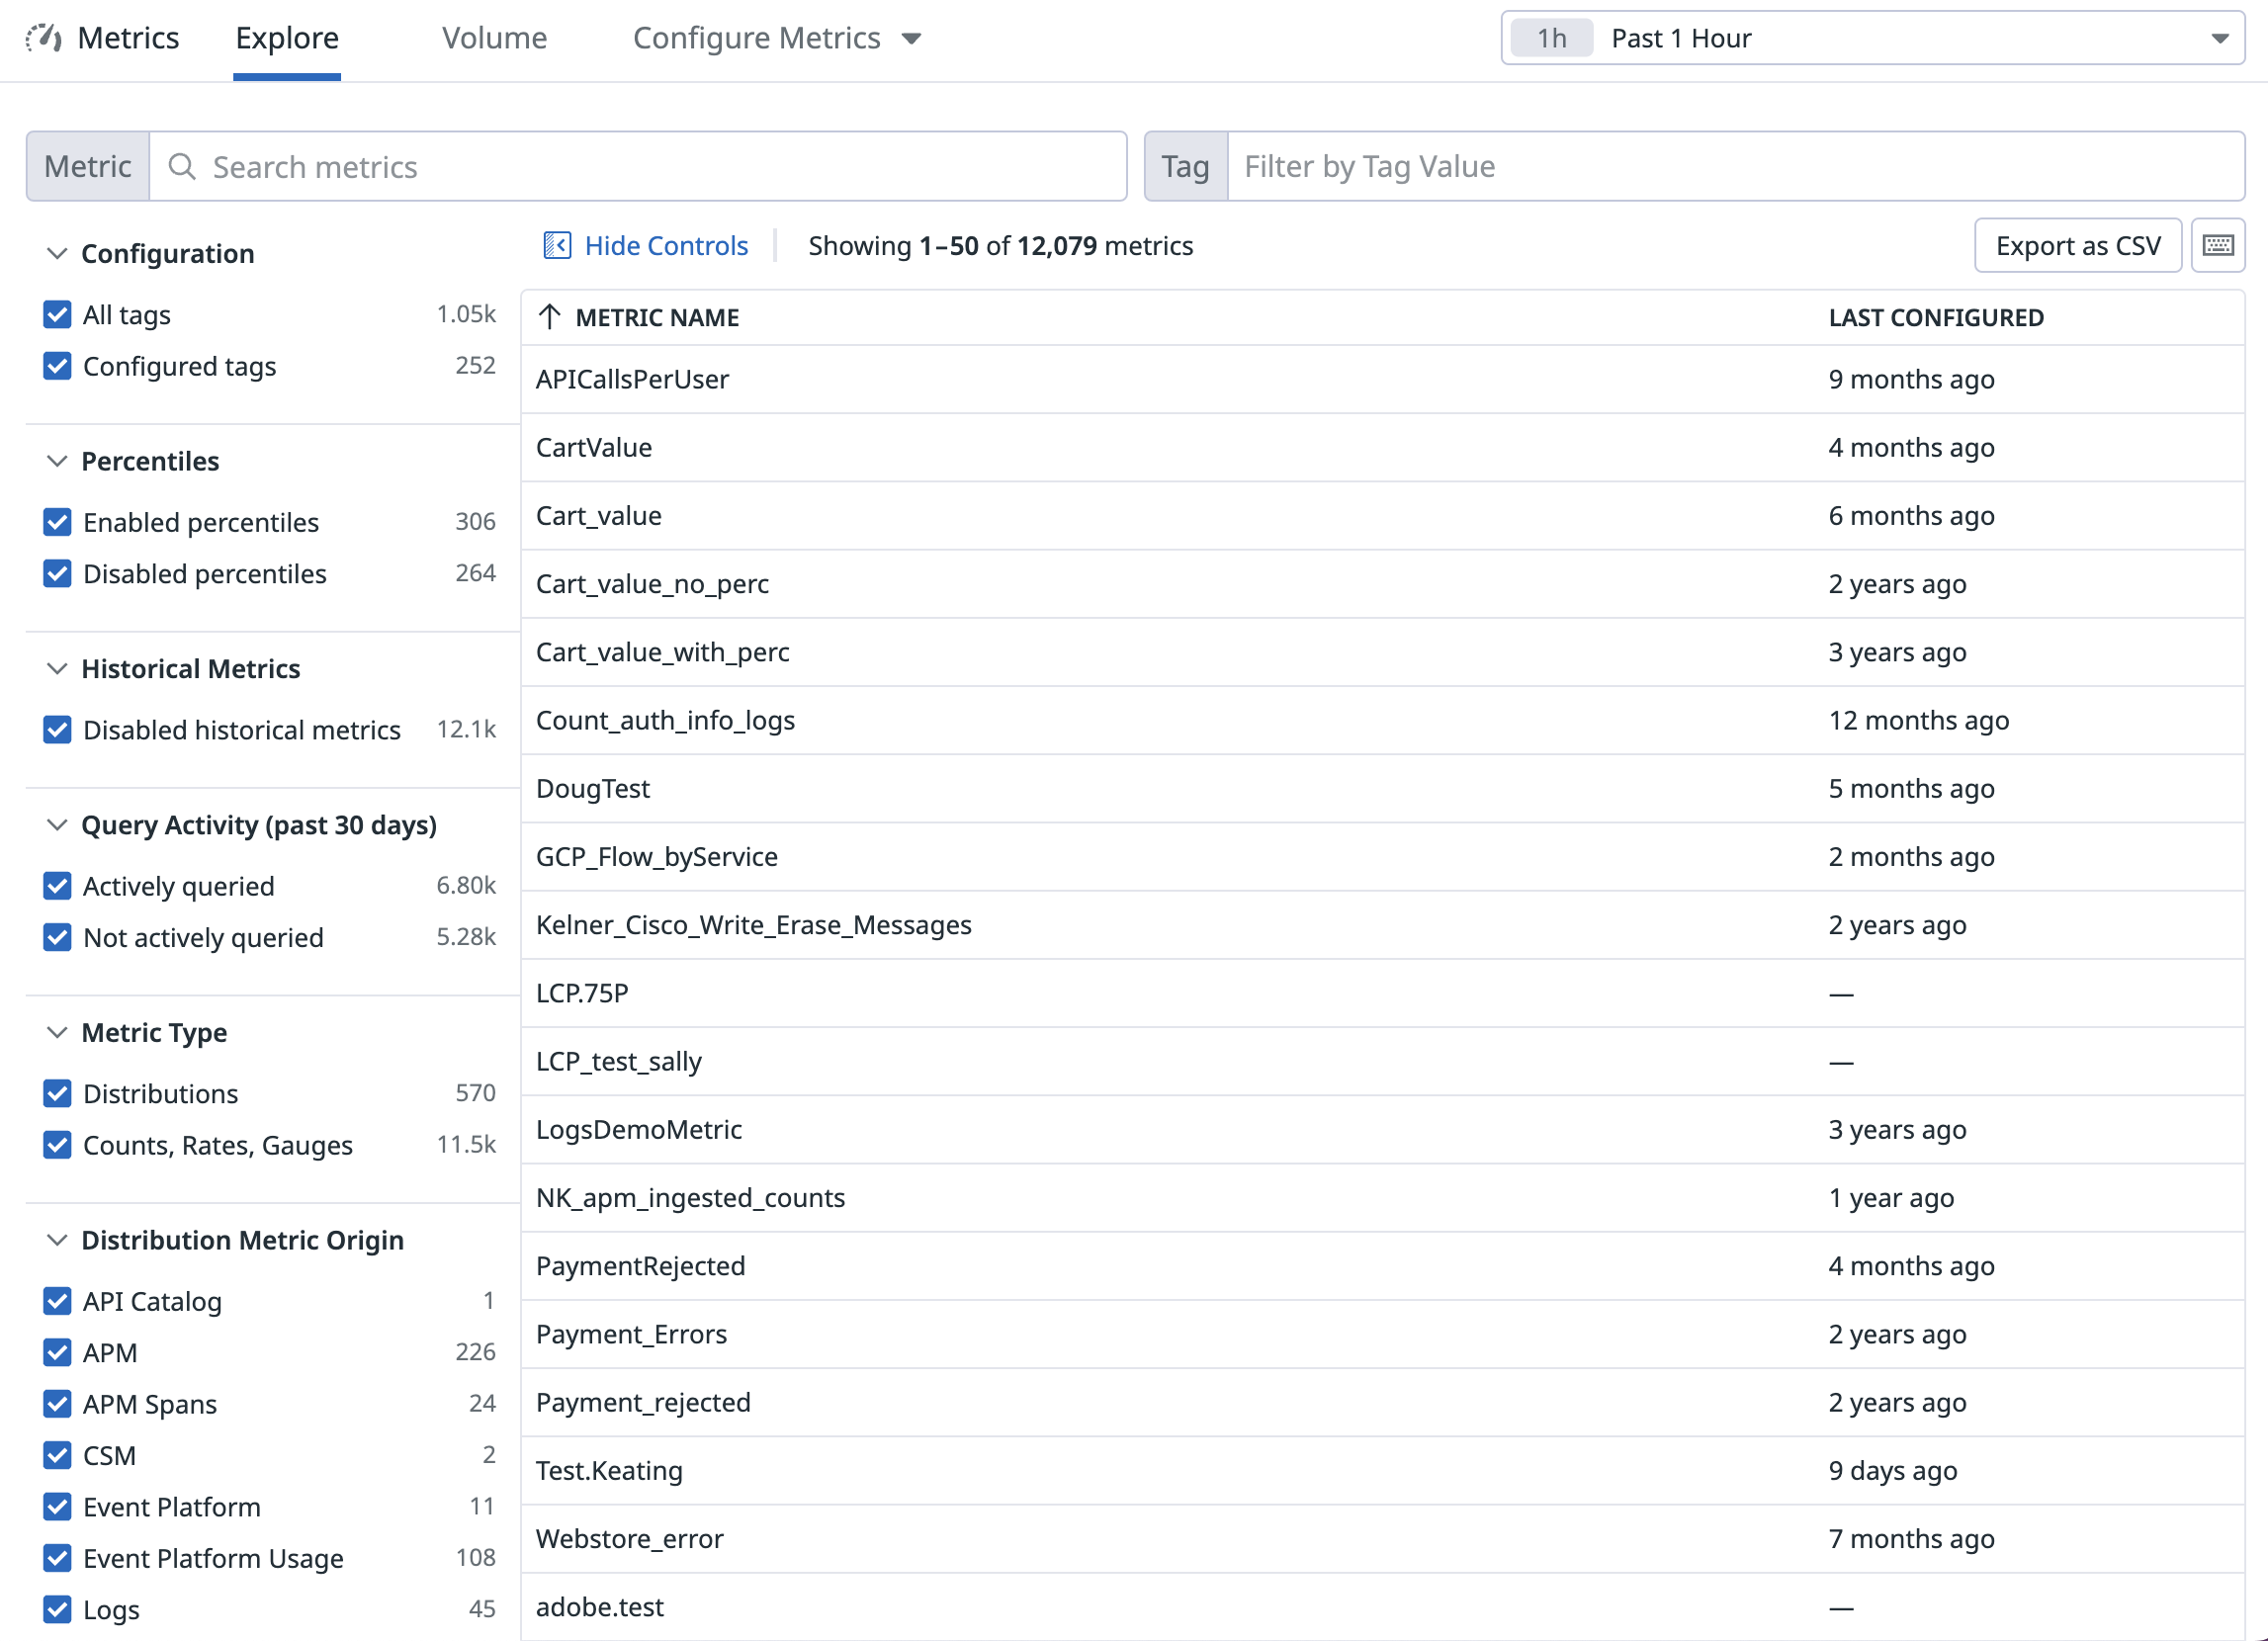 Metrics Explore Volume Configure Metrics 1h Past 1 Hour
Metric Search metrics Tag Filter by Tag Value
Configuration
All tags 1.05k
Configured tags 252
Percentiles
Enabled percentiles 306
Disabled percentiles 264
Historical Metrics
Disabled historical metrics 12.1k
Query Activity (past 30 days)
Actively queried 6.80k
Not actively queried 5.28k
Metric Type
Distributions 570
Counts, Rates, Gauges 11.5k
Distribution Metric Origin
API Catalog 1
APM 226
APM Spans 24
CSM 2
Event Platform 11
Event Platform Usage 108
Logs 45
Hide Controls Showing 1–50 of 12,079 metrics Export as CSV
METRIC NAME LAST CONFIGURED
APICallsPerUser 9 months ago
CartValue 4 months ago
Cart_value 6 months ago
Cart_value_no_perc 2 years ago
Cart_value_with_perc 3 years ago
Count_auth_info_logs 12 months ago
DougTest 5 months ago
GCP_Flow_byService 2 months ago
Kelner_Cisco_Write_Erase_Messages 2 years ago
LCP.75P —
LCP_test_sally —
LogsDemoMetric 3 years ago
NK_apm_ingested_counts 1 year ago
PaymentRejected 4 months ago
Payment_Errors 2 years ago
Payment_rejected 2 years ago
Test.Keating 9 days ago
Webstore_error 7 months ago
adobe.test —